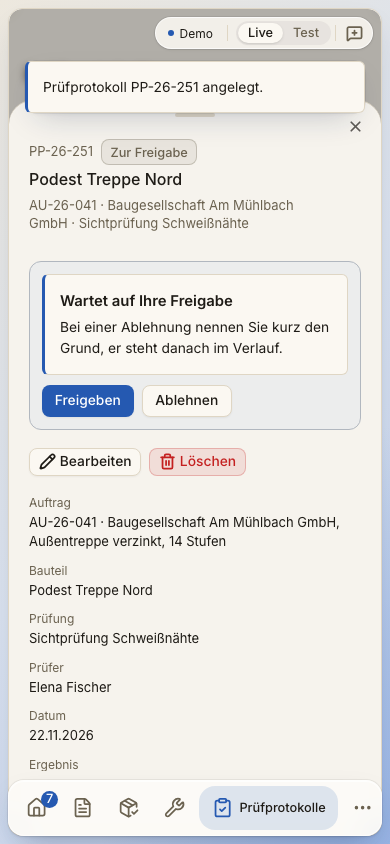 Demo
Live
Test
Prüfprotokoll PP-26-251 angelegt.
PP-26-251
Zur Freigabe
Podest Treppe Nord
AU-26-041 · Baugesellschaft Am Mühlbach
GmbH · Sichtprüfung Schweißnähte
Wartet auf Ihre Freigabe
Bei einer Ablehnung nennen Sie kurz den
Grund, er steht danach im Verlauf.
Freigeben
Ablehnen
Bearbeiten
Löschen
Auftrag
AU-26-041 · Baugesellschaft Am Mühlbach GmbH,
Außentreppe verzinkt, 14 Stufen
Bauteil
Podest Treppe Nord
Prüfung
Sichtprüfung Schweißnähte
Prüfer
Elena Fischer
Datum
22.11.2026
Ergebnis
7
Prüfprotokolle